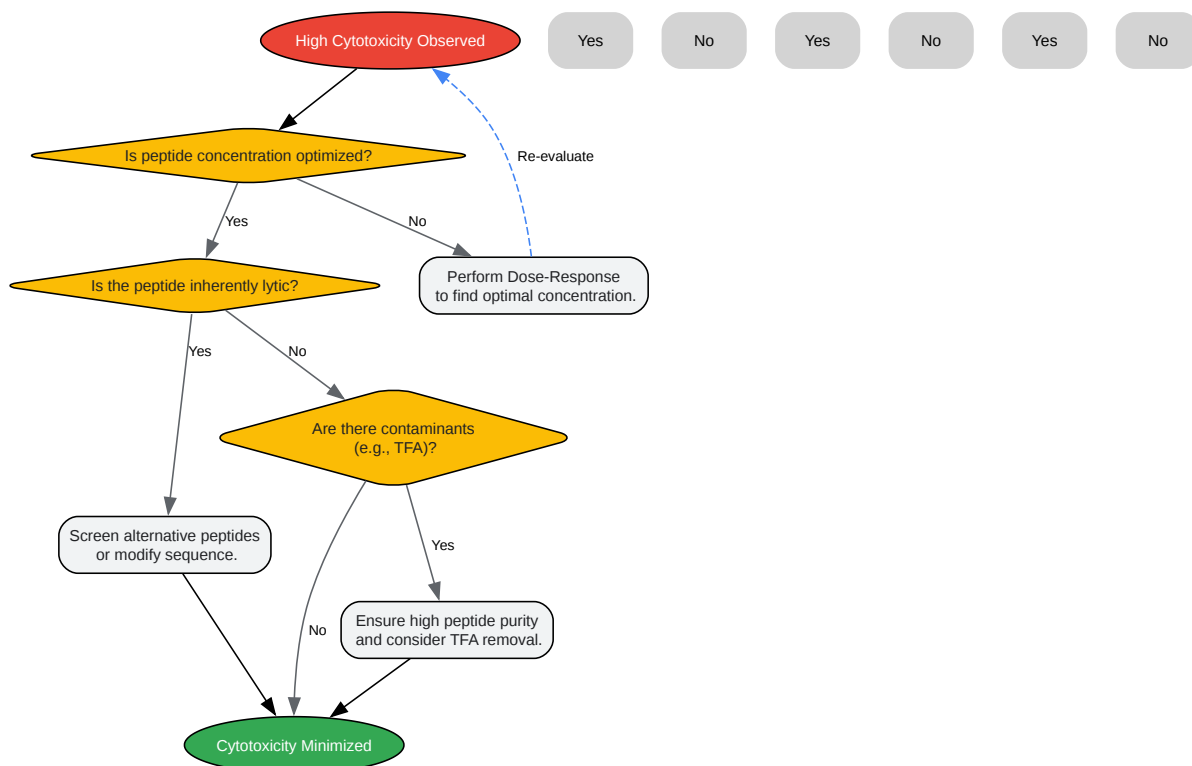 High Cytotoxicity Observed
Yes
No
Yes
No
Yes
No
Is peptide concentration optimized?
Re-evaluate
Yes
No
Is the peptide inherently lytic?
Perform Dose-Response
to find optimal concentration.
Yes
No
Are there contaminants
(e.g., TFA)?
Screen alternative peptides
or modify sequence.
Yes
Ensure high peptide purity
and consider TFA removal.
No
Cytotoxicity Minimized